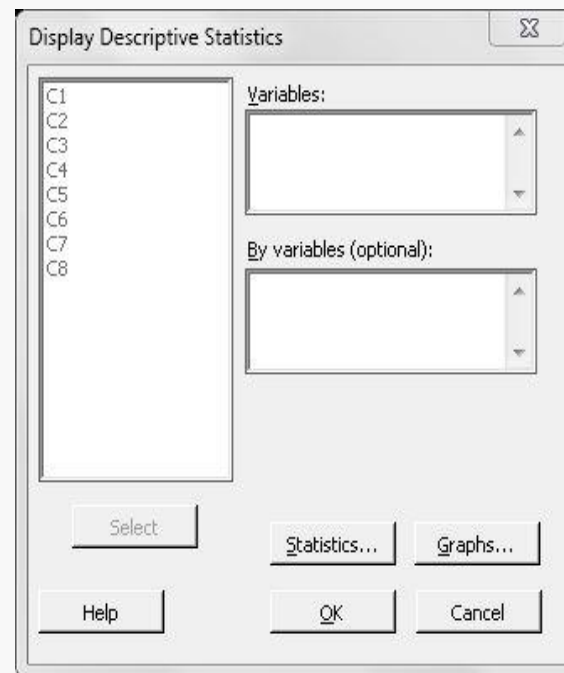 Display Descriptive Statistics
C1
C2
C3
C4
C5
C6
C7
C8
Variables:
By variables (optional):
Select
Statistics...
Graphs...
Help
OK
Cancel